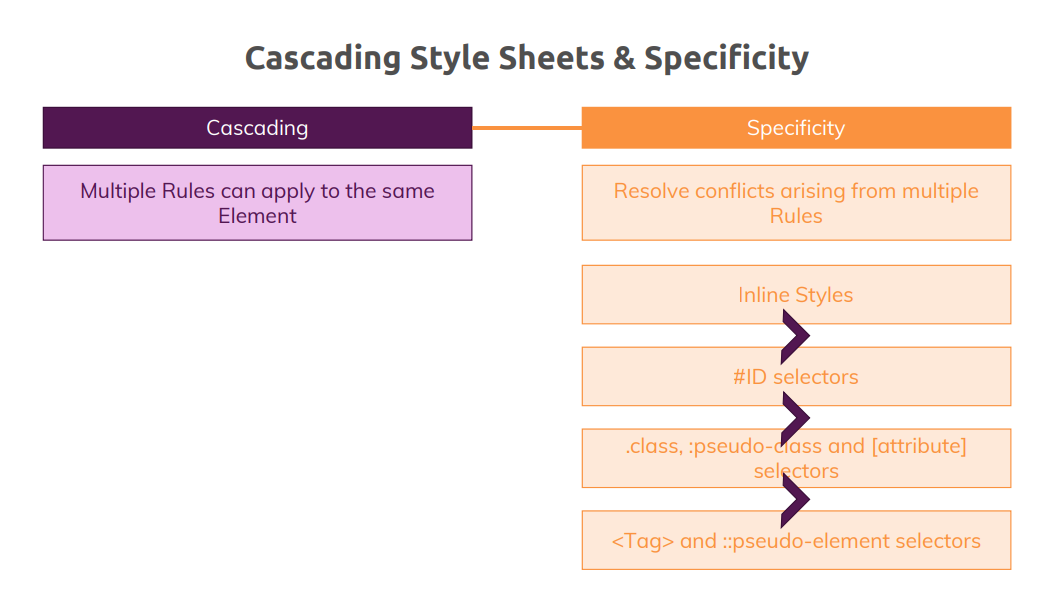 Cascading Style Sheets & Specificity
Cascading
Specificity
Multiple Rules can apply to the same
Element
Resolve conflicts arising from multiple
Rules
Inline Styles
#ID selectors
.class, :pseudo-class and [attribute]
selectors
<Tag> and ::pseudo-element selectors